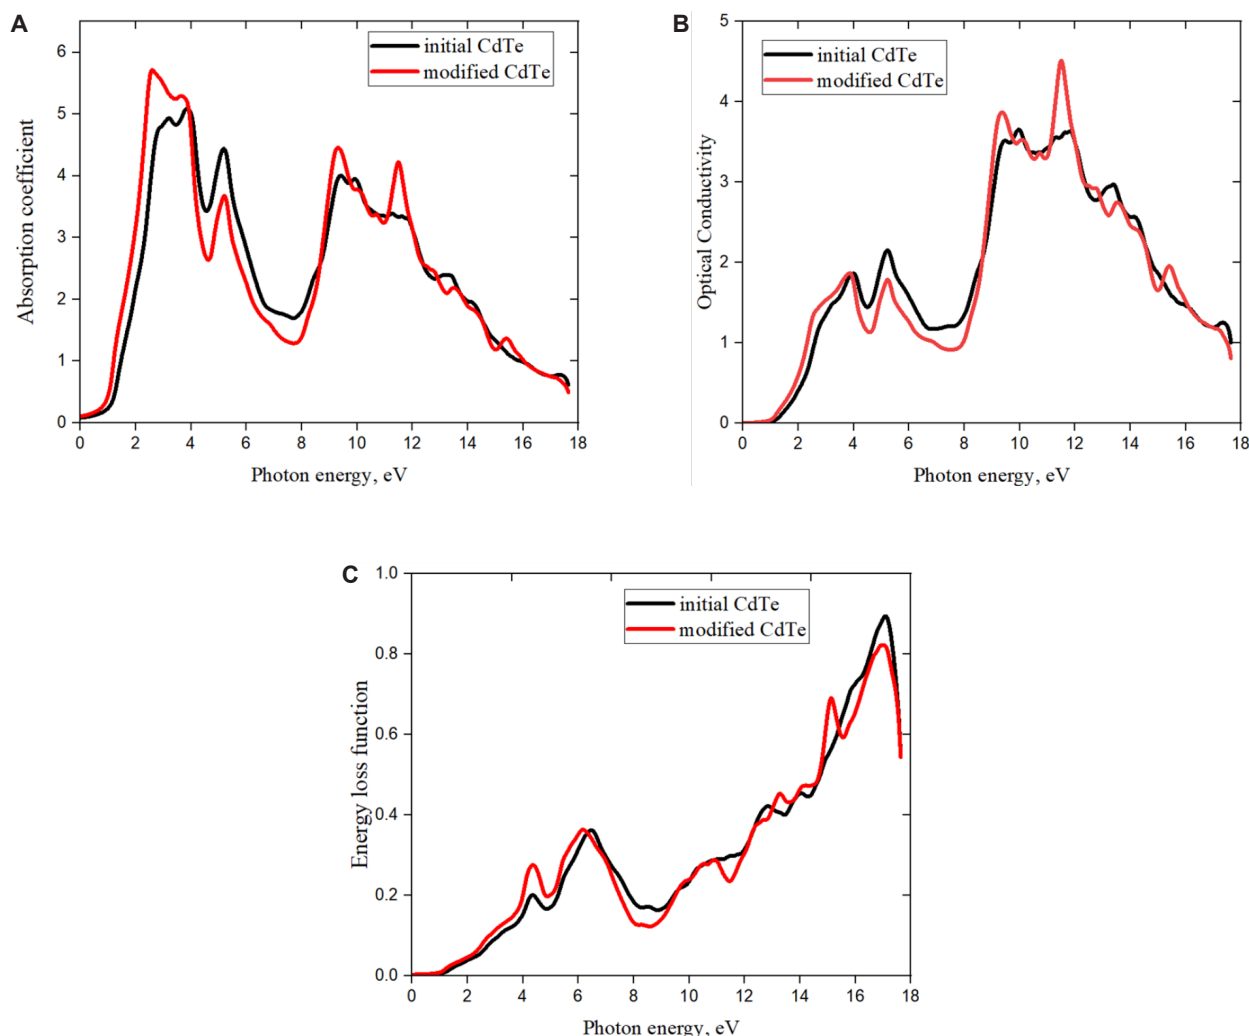 A
initial CdTe
modified CdTe
Absorption coefficient
6
5
4
3
2
1
0
0 2 4 6 8 10 12 14 16 18
Photon energy, eV
B
initial CdTe
modified CdTe
Optical Conductivity
5
4
3
2
1
0
0 2 4 6 8 10 12 14 16 18
Photon energy, eV
C
initial CdTe
modified CdTe
Energy loss function
1.0
0.8
0.6
0.4
0.2
0.0
0 2 4 6 8 10 12 14 16 18
Photon energy, eV